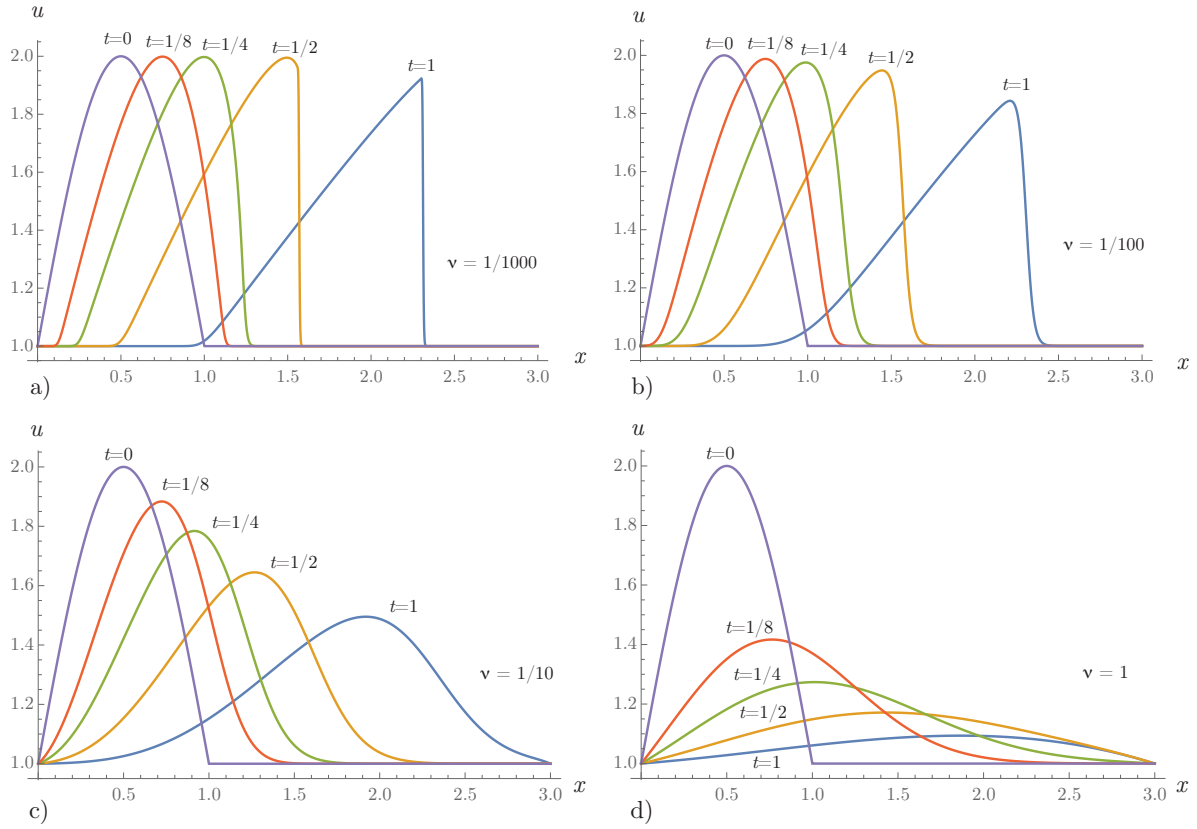 u
t=0 t=1/8 t=1/4 t=1/2 t=1
2.0
1.8
1.6
1.4
1.2
1.0
ν = 1/1000
0.5 1.0 1.5 2.0 2.5 3.0
x
a)
u
t=0 t=1/8 t=1/4 t=1/2 t=1
2.0
1.8
1.6
1.4
1.2
1.0
ν = 1/100
0.5 1.0 1.5 2.0 2.5 3.0
x
b)
u
t=0
t=1/8
t=1/4
t=1/2
t=1
2.0
1.8
1.6
1.4
1.2
1.0
ν = 1/10
0.5 1.0 1.5 2.0 2.5 3.0
x
c)
u
t=0
t=1/8
t=1/4
t=1/2
t=1
2.0
1.8
1.6
1.4
1.2
1.0
ν = 1
0.5 1.0 1.5 2.0 2.5 3.0
x
d)